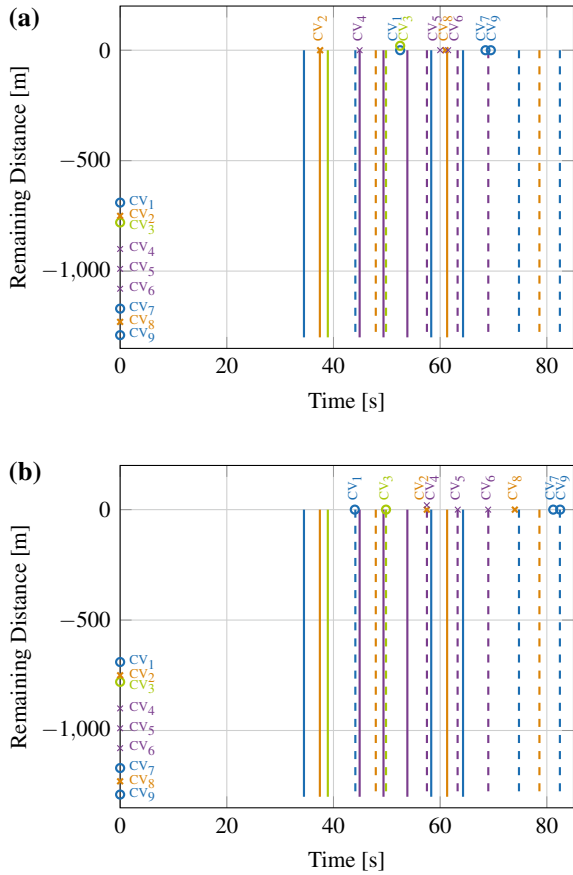 (a)
CV2 CV4 CV1 CV3 CV5 CV8 CV6 CV7 CV9
0
−500
−1,000
Remaining Distance [m]
CV1
CV2
CV3
CV4
CV5
CV6
CV7
CV8
CV9
0 20 40 60 80
Time [s]
(b)
CV1 CV3 CV2 CV4 CV5 CV6 CV8 CV7 CV9
0
−500
−1,000
Remaining Distance [m]
CV1
CV2
CV3
CV4
CV5
CV6
CV7
CV8
CV9
0 20 40 60 80
Time [s]